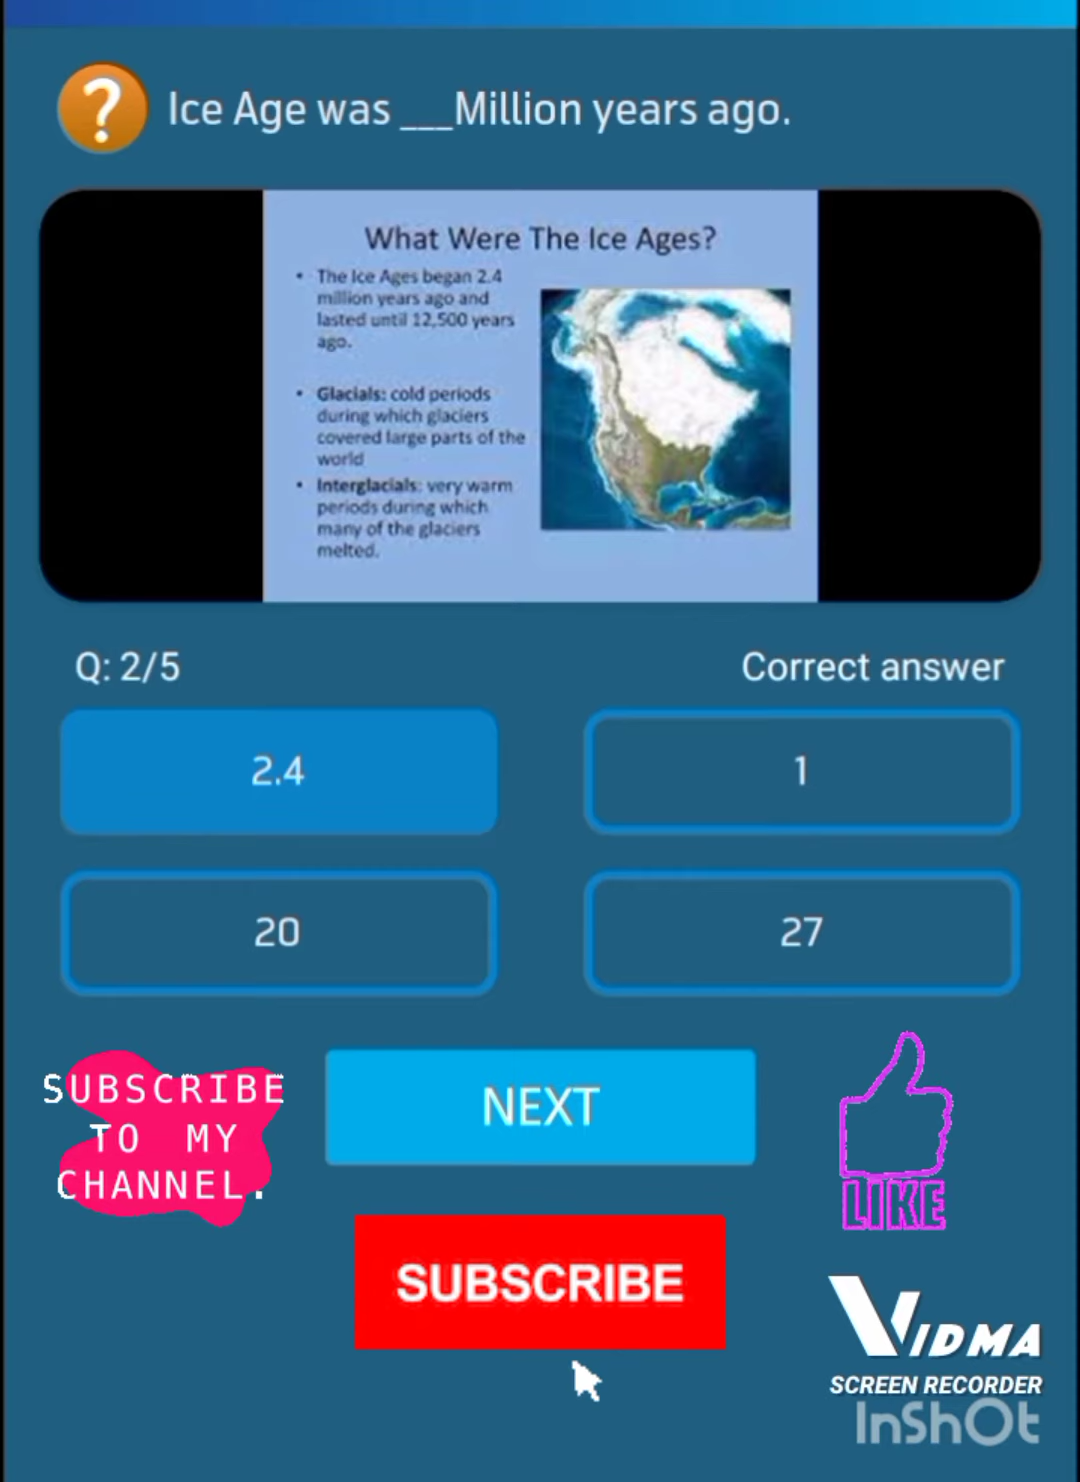 ?
Ice Age was ___Million years ago.
What Were The Ice Ages?
• The Ice Ages began 2.4
million years ago and
lasted until 12,500 years
ago.
• Glacials: cold periods
during which glaciers
covered large parts of the
world
• Interglacials: very warm
periods during which
many of the glaciers
melted.
Q: 2/5
Correct answer
2.4
1
20
27
SUBSCRIBE
TO MY
CHANNEL.
NEXT
LIKE
SUBSCRIBE
VIDMA
SCREEN RECORDER
InShOt